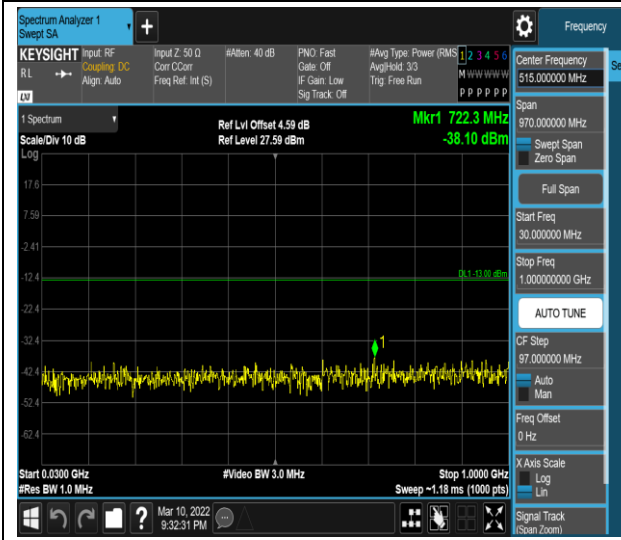 Spectrum Analyzer 1
Swept SA
+
Frequency
KEYSIGHT
RL
Input: RF
Coupling: DC
Align: Auto
Input Z: 50 Ω
Corr CCorr
Freq Ref: Int (S)
#Atten: 40 dB
PNO: Fast
Gate: Off
IF Gain: Low
Sig Track: Off
#Avg Type: Power (RMS
Avg|Hold: 3/3
Trig: Free Run
1 2 3 4 5 6
M W W W W W
P P P P P P
LXI
1 Spectrum
Scale/Div 10 dB
Log
Ref Lvl Offset 4.59 dB
Ref Level 27.59 dBm
Mkr1 722.3 MHz
-38.10 dBm
17.6
7.59
-2.41
-12.4
DL1 -13.00 dBm
-22.4
-32.4
1
-42.4
-52.4
-62.4
Start 0.0300 GHz
#Res BW 1.0 MHz
#Video BW 3.0 MHz
Stop 1.0000 GHz
Sweep ~1.18 ms (1000 pts)
?
Mar 10, 2022
9:32:31 PM
Center Frequency
515.000000 MHz
Se
Span
970.000000 MHz
Swept Span
Zero Span
Full Span
Start Freq
30.000000 MHz
Stop Freq
1.000000000 GHz
AUTO TUNE
CF Step
97.000000 MHz
Auto
Man
Freq Offset
0 Hz
X Axis Scale
Log
Lin
Signal Track
(Span Zoom)